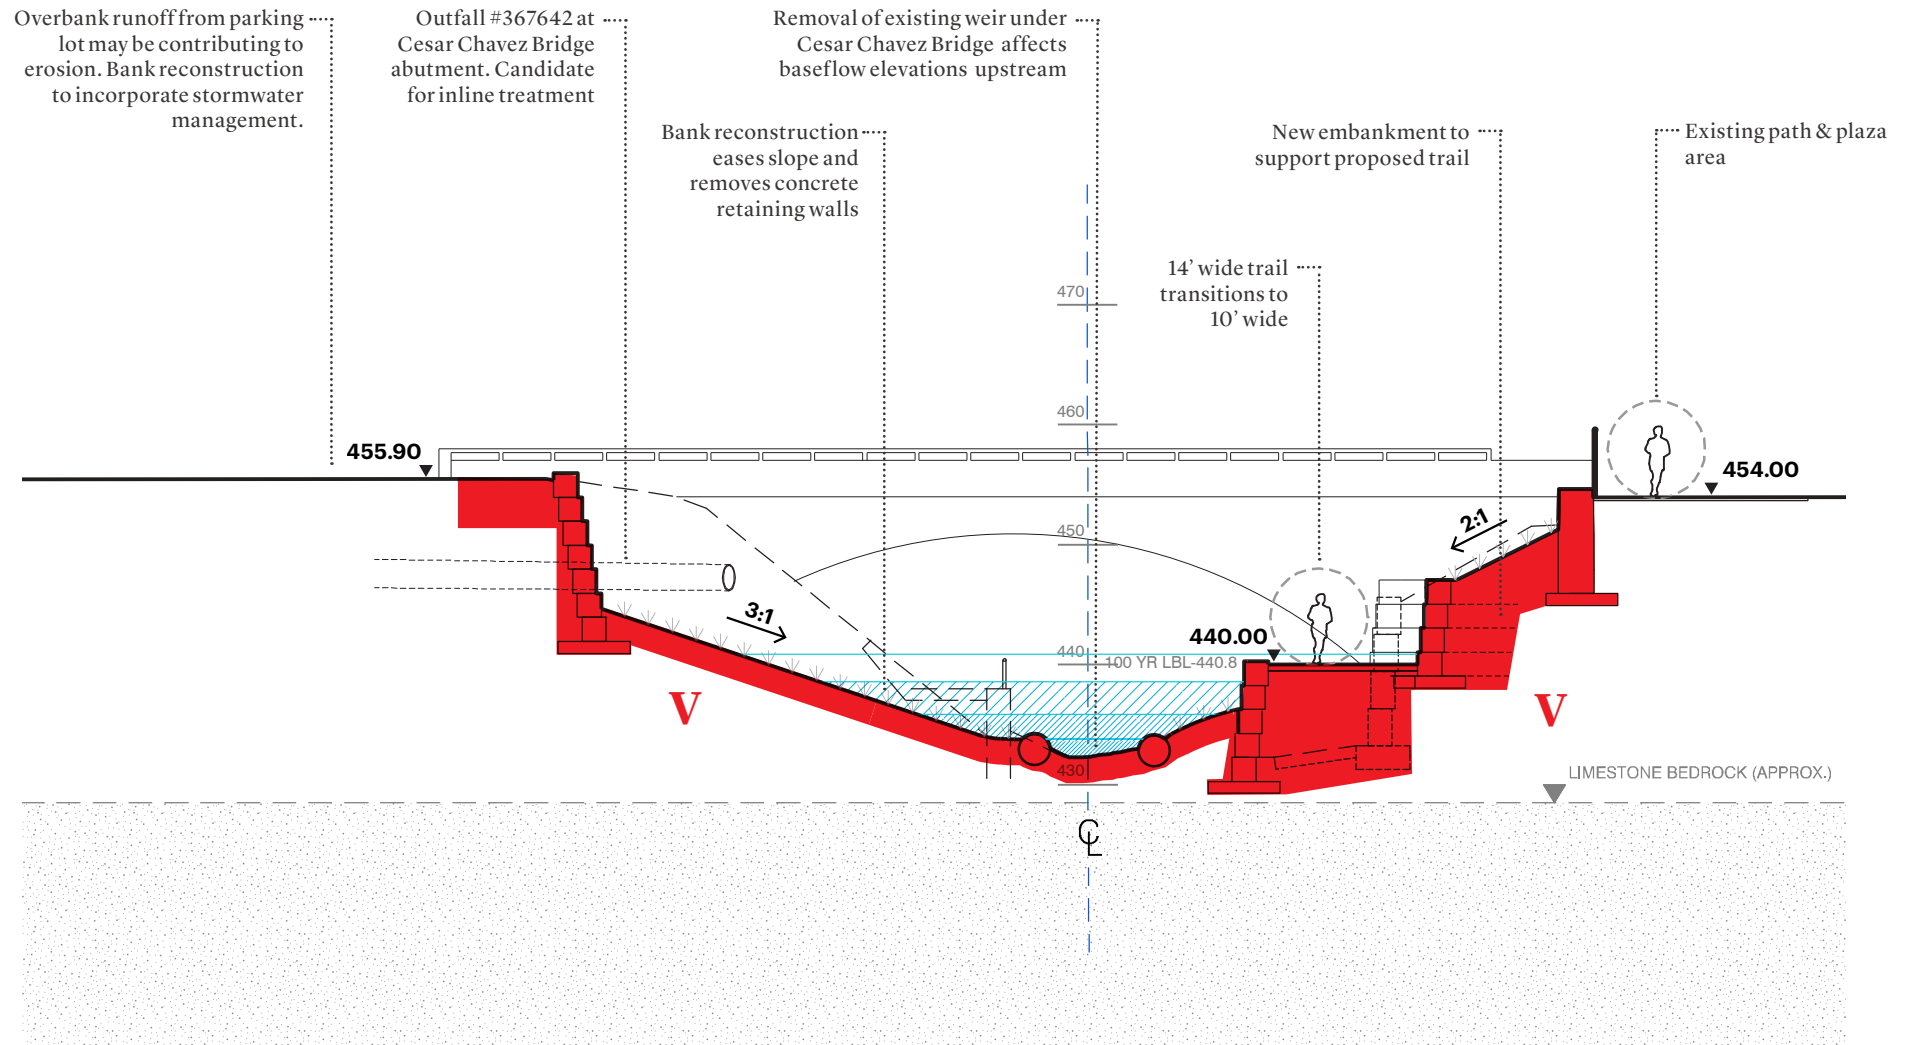 Overbank runoff from parking
lot may be contributing to
erosion. Bank reconstruction
to incorporate stormwater
management.
Outfall #367642 at
Cesar Chavez Bridge
abutment. Candidate
for inline treatment
Removal of existing weir under
Cesar Chavez Bridge affects
baseflow elevations upstream
Bank reconstruction
eases slope and
removes concrete
retaining walls
New embankment to
support proposed trail
Existing path & plaza
area
14’ wide trail
transitions to
10’ wide
470
460
455.90
454.00
450
2:1
3:1
440.00
440
100 YR LBL-440.8
V
V
430
LIMESTONE BEDROCK (APPROX.)
CL